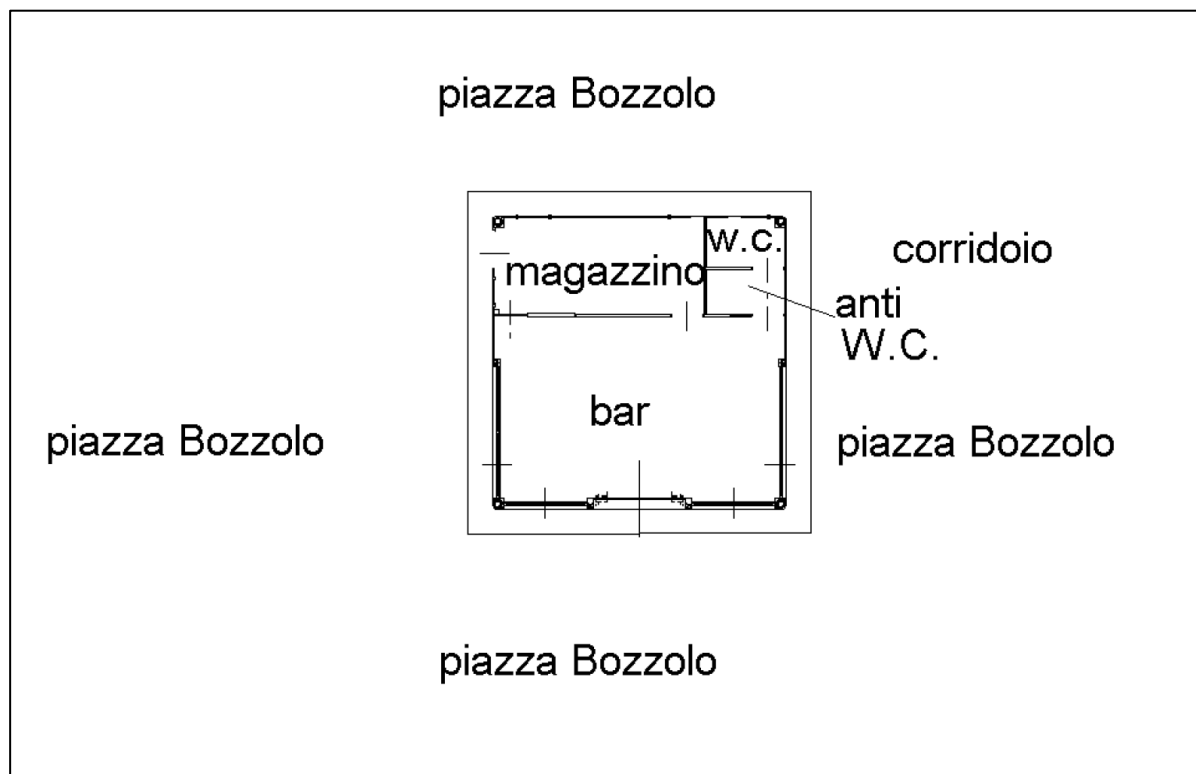 piazza Bozzolo
w.c.
corridoio
magazzino
anti
W.C.
bar
piazza Bozzolo
piazza Bozzolo
piazza Bozzolo